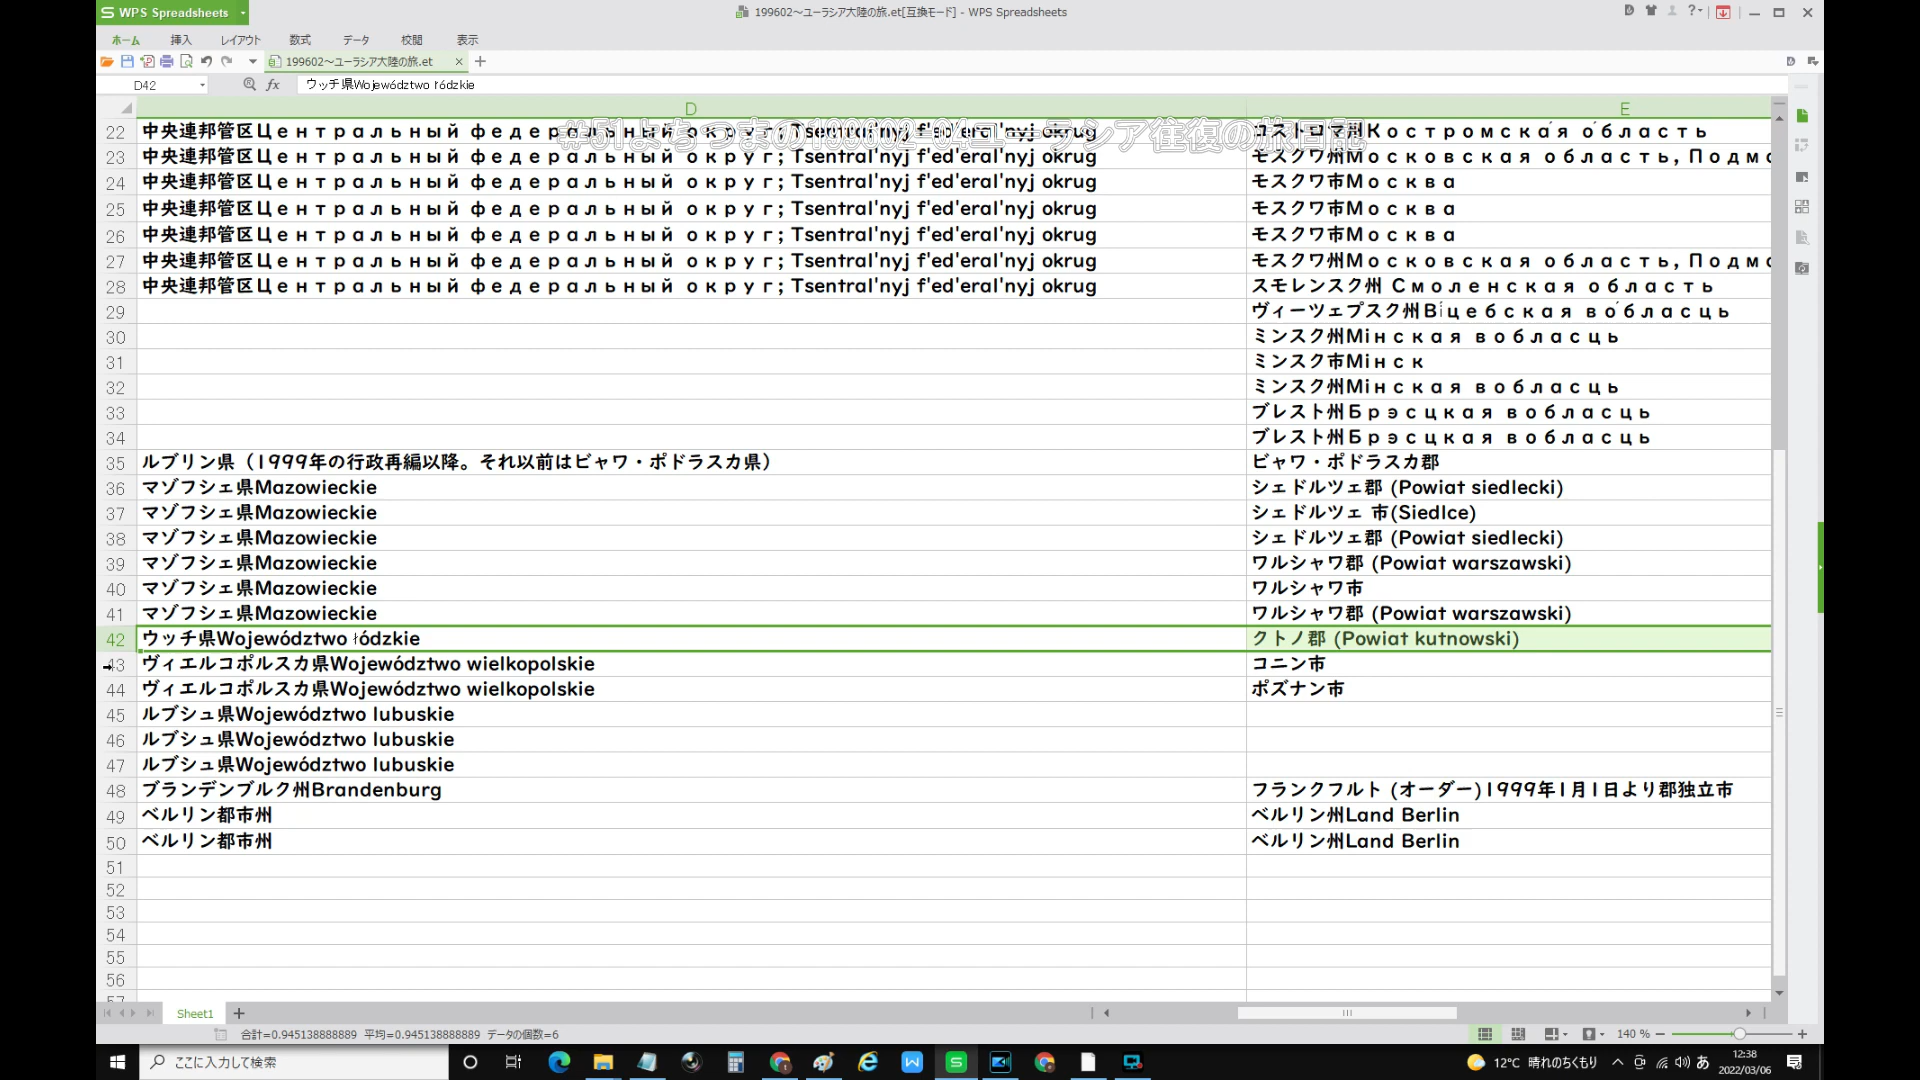 WPS Spreadsheets
199602～ユーラシア大陸の旅.et[互換モード] - WPS Spreadsheets
ホーム 挿入 レイアウト 数式 データ 校閲 表示
199602～ユーラシア大陸の旅.et
D42 fx ウッチ県Województwo łódzkie
D E
#51よちつまの199602-04ユーラシア往復の旅日記
22 中央連邦管区Центральный федеральный округ; Tsentral'nyj f'ed'eral'nyj okrug コストロマ州Костромска́я о́бласть
23 中央連邦管区Центральный федеральный округ; Tsentral'nyj f'ed'eral'nyj okrug モスクワ州Московская область, Подмо
24 中央連邦管区Центральный федеральный округ; Tsentral'nyj f'ed'eral'nyj okrug モスクワ市Москва
25 中央連邦管区Центральный федеральный округ; Tsentral'nyj f'ed'eral'nyj okrug モスクワ市Москва
26 中央連邦管区Центральный федеральный округ; Tsentral'nyj f'ed'eral'nyj okrug モスクワ市Москва
27 中央連邦管区Центральный федеральный округ; Tsentral'nyj f'ed'eral'nyj okrug モスクワ州Московская область, Подмо
28 中央連邦管区Центральный федеральный округ; Tsentral'nyj f'ed'eral'nyj okrug スモレンスク州 Смоленская область
29 ヴィーツェプスク州Ві́цебская во́бласць
30 ミンスク州Мінская вобласць
31 ミンスク市Мінск
32 ミンスク州Мінская вобласць
33 ブレスト州Брэсцкая вобласць
34 ブレスト州Брэсцкая вобласць
35 ルブリン県（1999年の行政再編以降。それ以前はビャワ・ポドラスカ県） ビャワ・ポドラスカ郡
36 マゾフシェ県Mazowieckie シェドルツェ郡 (Powiat siedlecki)
37 マゾフシェ県Mazowieckie シェドルツェ 市(Siedlce)
38 マゾフシェ県Mazowieckie シェドルツェ郡 (Powiat siedlecki)
39 マゾフシェ県Mazowieckie ワルシャワ郡 (Powiat warszawski)
40 マゾフシェ県Mazowieckie ワルシャワ市
41 マゾフシェ県Mazowieckie ワルシャワ郡 (Powiat warszawski)
42 ウッチ県Województwo łódzkie クトノ郡 (Powiat kutnowski)
43 ヴィエルコポルスカ県Województwo wielkopolskie コニン市
44 ヴィエルコポルスカ県Województwo wielkopolskie ポズナン市
45 ルブシュ県Województwo lubuskie
46 ルブシュ県Województwo lubuskie
47 ルブシュ県Województwo lubuskie
48 ブランデンブルク州Brandenburg フランクフルト (オーダー)1999年1月1日より郡独立市
49 ベルリン都市州 ベルリン州Land Berlin
50 ベルリン都市州 ベルリン州Land Berlin
51
52
53
54
55
56
57
Sheet1
合計=0.945138888889 平均=0.945138888889 データの個数=6 140 %
ここに入力して検索
12°C 晴れのちくもり あ 12:38
2022/03/06